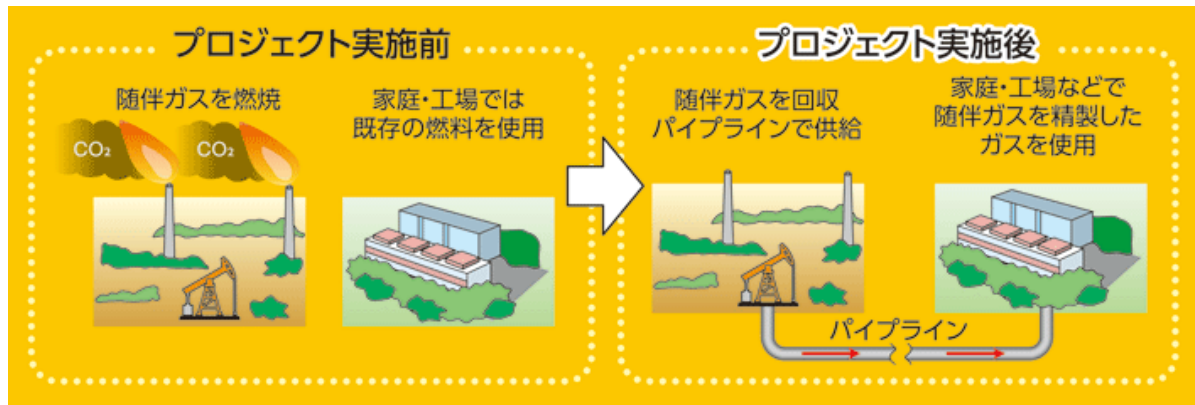 プロジェクト実施前
随伴ガスを燃焼
CO₂
CO₂
家庭・工場では
既存の燃料を使用
プロジェクト実施後
随伴ガスを回収
パイプラインで供給
家庭・工場などで
随伴ガスを精製した
ガスを使用
パイプライン